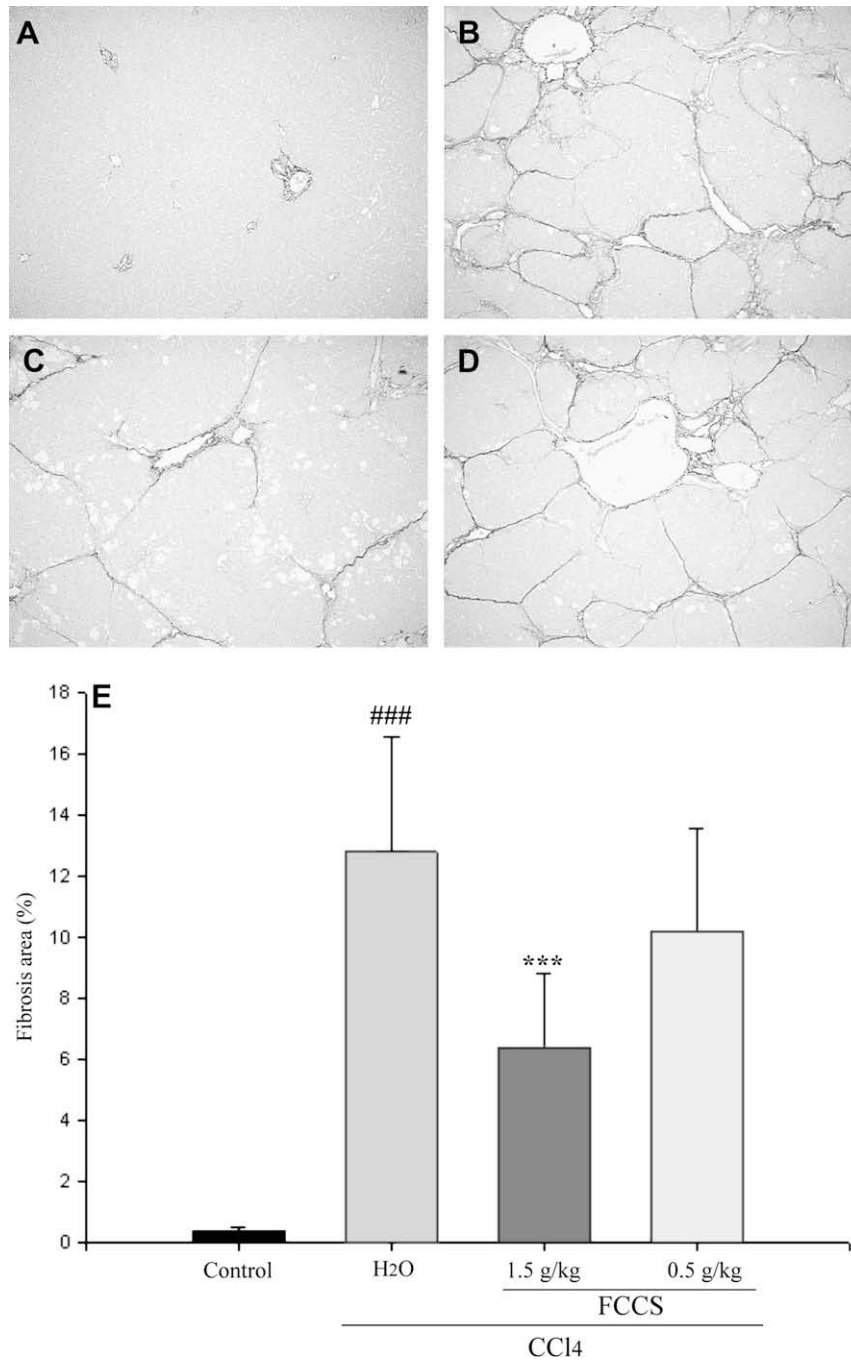 A
B
C
D
E
18
16
14
12
10
8
6
4
2
0
Fibrosis area (%)
###
***
Control
H2O
1.5 g/kg
0.5 g/kg
FCCS
CCl4